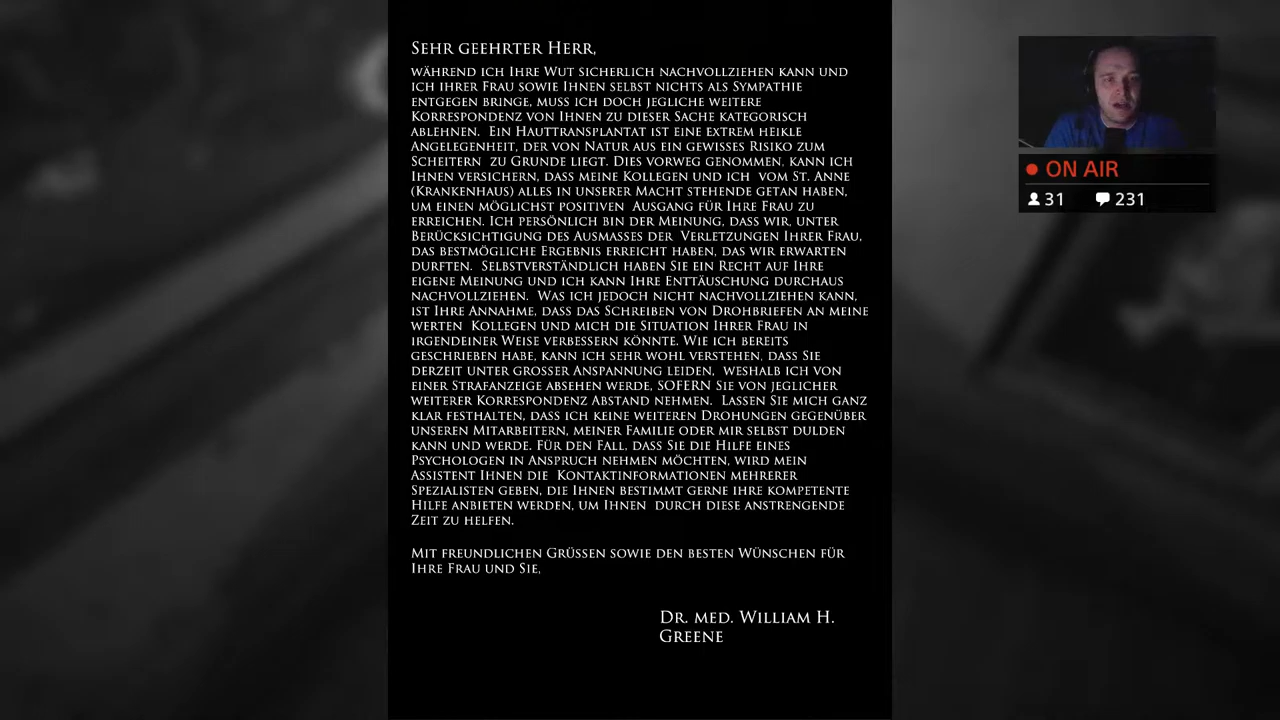 Sehr geehrter Herr,
während ich Ihre Wut sicherlich nachvollziehen kann und
ich ihrer Frau sowie Ihnen selbst nichts als Sympathie
entgegen bringe, muss ich doch jegliche weitere
Korrespondenz von Ihnen zu dieser Sache kategorisch
ablehnen. Ein Hauttransplantat ist eine extrem heikle
Angelegenheit, der von Natur aus ein gewisses Risiko zum
Scheitern zu Grunde liegt. Dies vorweg genommen, kann ich
Ihnen versichern, dass meine Kollegen und ich vom St. Anne
(Krankenhaus) alles in unserer Macht stehende getan haben,
um einen möglichst positiven Ausgang für Ihre Frau zu
erreichen. Ich persönlich bin der Meinung, dass wir, unter
Berücksichtigung des Ausmasses der Verletzungen Ihrer Frau,
das bestmögliche Ergebnis erreicht haben, das wir erwarten
durften. Selbstverständlich haben Sie ein Recht auf Ihre
eigene Meinung und ich kann Ihre Enttäuschung durchaus
nachvollziehen. Was ich jedoch nicht nachvollziehen kann,
ist Ihre Annahme, dass das Schreiben von Drohbriefen an meine
werten Kollegen und mich die Situation Ihrer Frau in
irgendeiner Weise verbessern könnte. Wie ich bereits
geschrieben habe, kann ich sehr wohl verstehen, dass Sie
derzeit unter grosser Anspannung leiden, weshalb ich von
einer Strafanzeige absehen werde, SOFERN Sie von jeglicher
weiterer Korrespondenz Abstand nehmen. Lassen Sie mich ganz
klar festhalten, dass ich keine weiteren Drohungen gegenüber
unseren Mitarbeitern, meiner Familie oder mir selbst dulden
kann und werde. Für den Fall, dass Sie die Hilfe eines
Psychologen in Anspruch nehmen möchten, wird mein
Assistent Ihnen die Kontaktinformationen mehrerer
Spezialisten geben, die Ihnen bestimmt gerne ihre kompetente
Hilfe anbieten werden, um Ihnen durch diese anstrengende
Zeit zu helfen.
Mit freundlichen Grüssen sowie den besten Wünschen für
Ihre Frau und Sie,
Dr. med. William H.
Greene
ON AIR
31 231